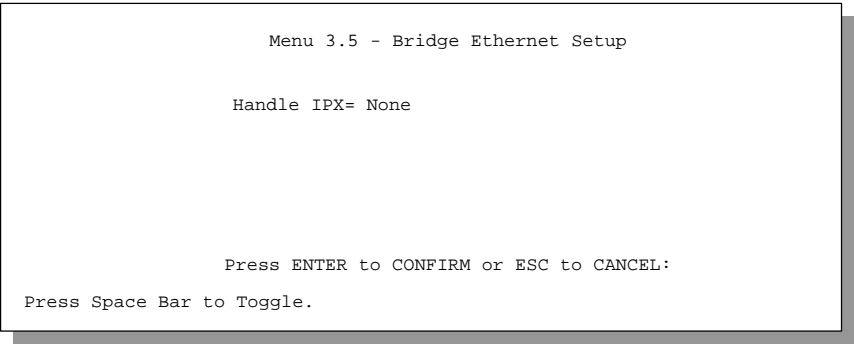 Menu 3.5 - Bridge Ethernet Setup
Handle IPX= None
Press ENTER to CONFIRM or ESC to CANCEL:
Press Space Bar to Toggle.